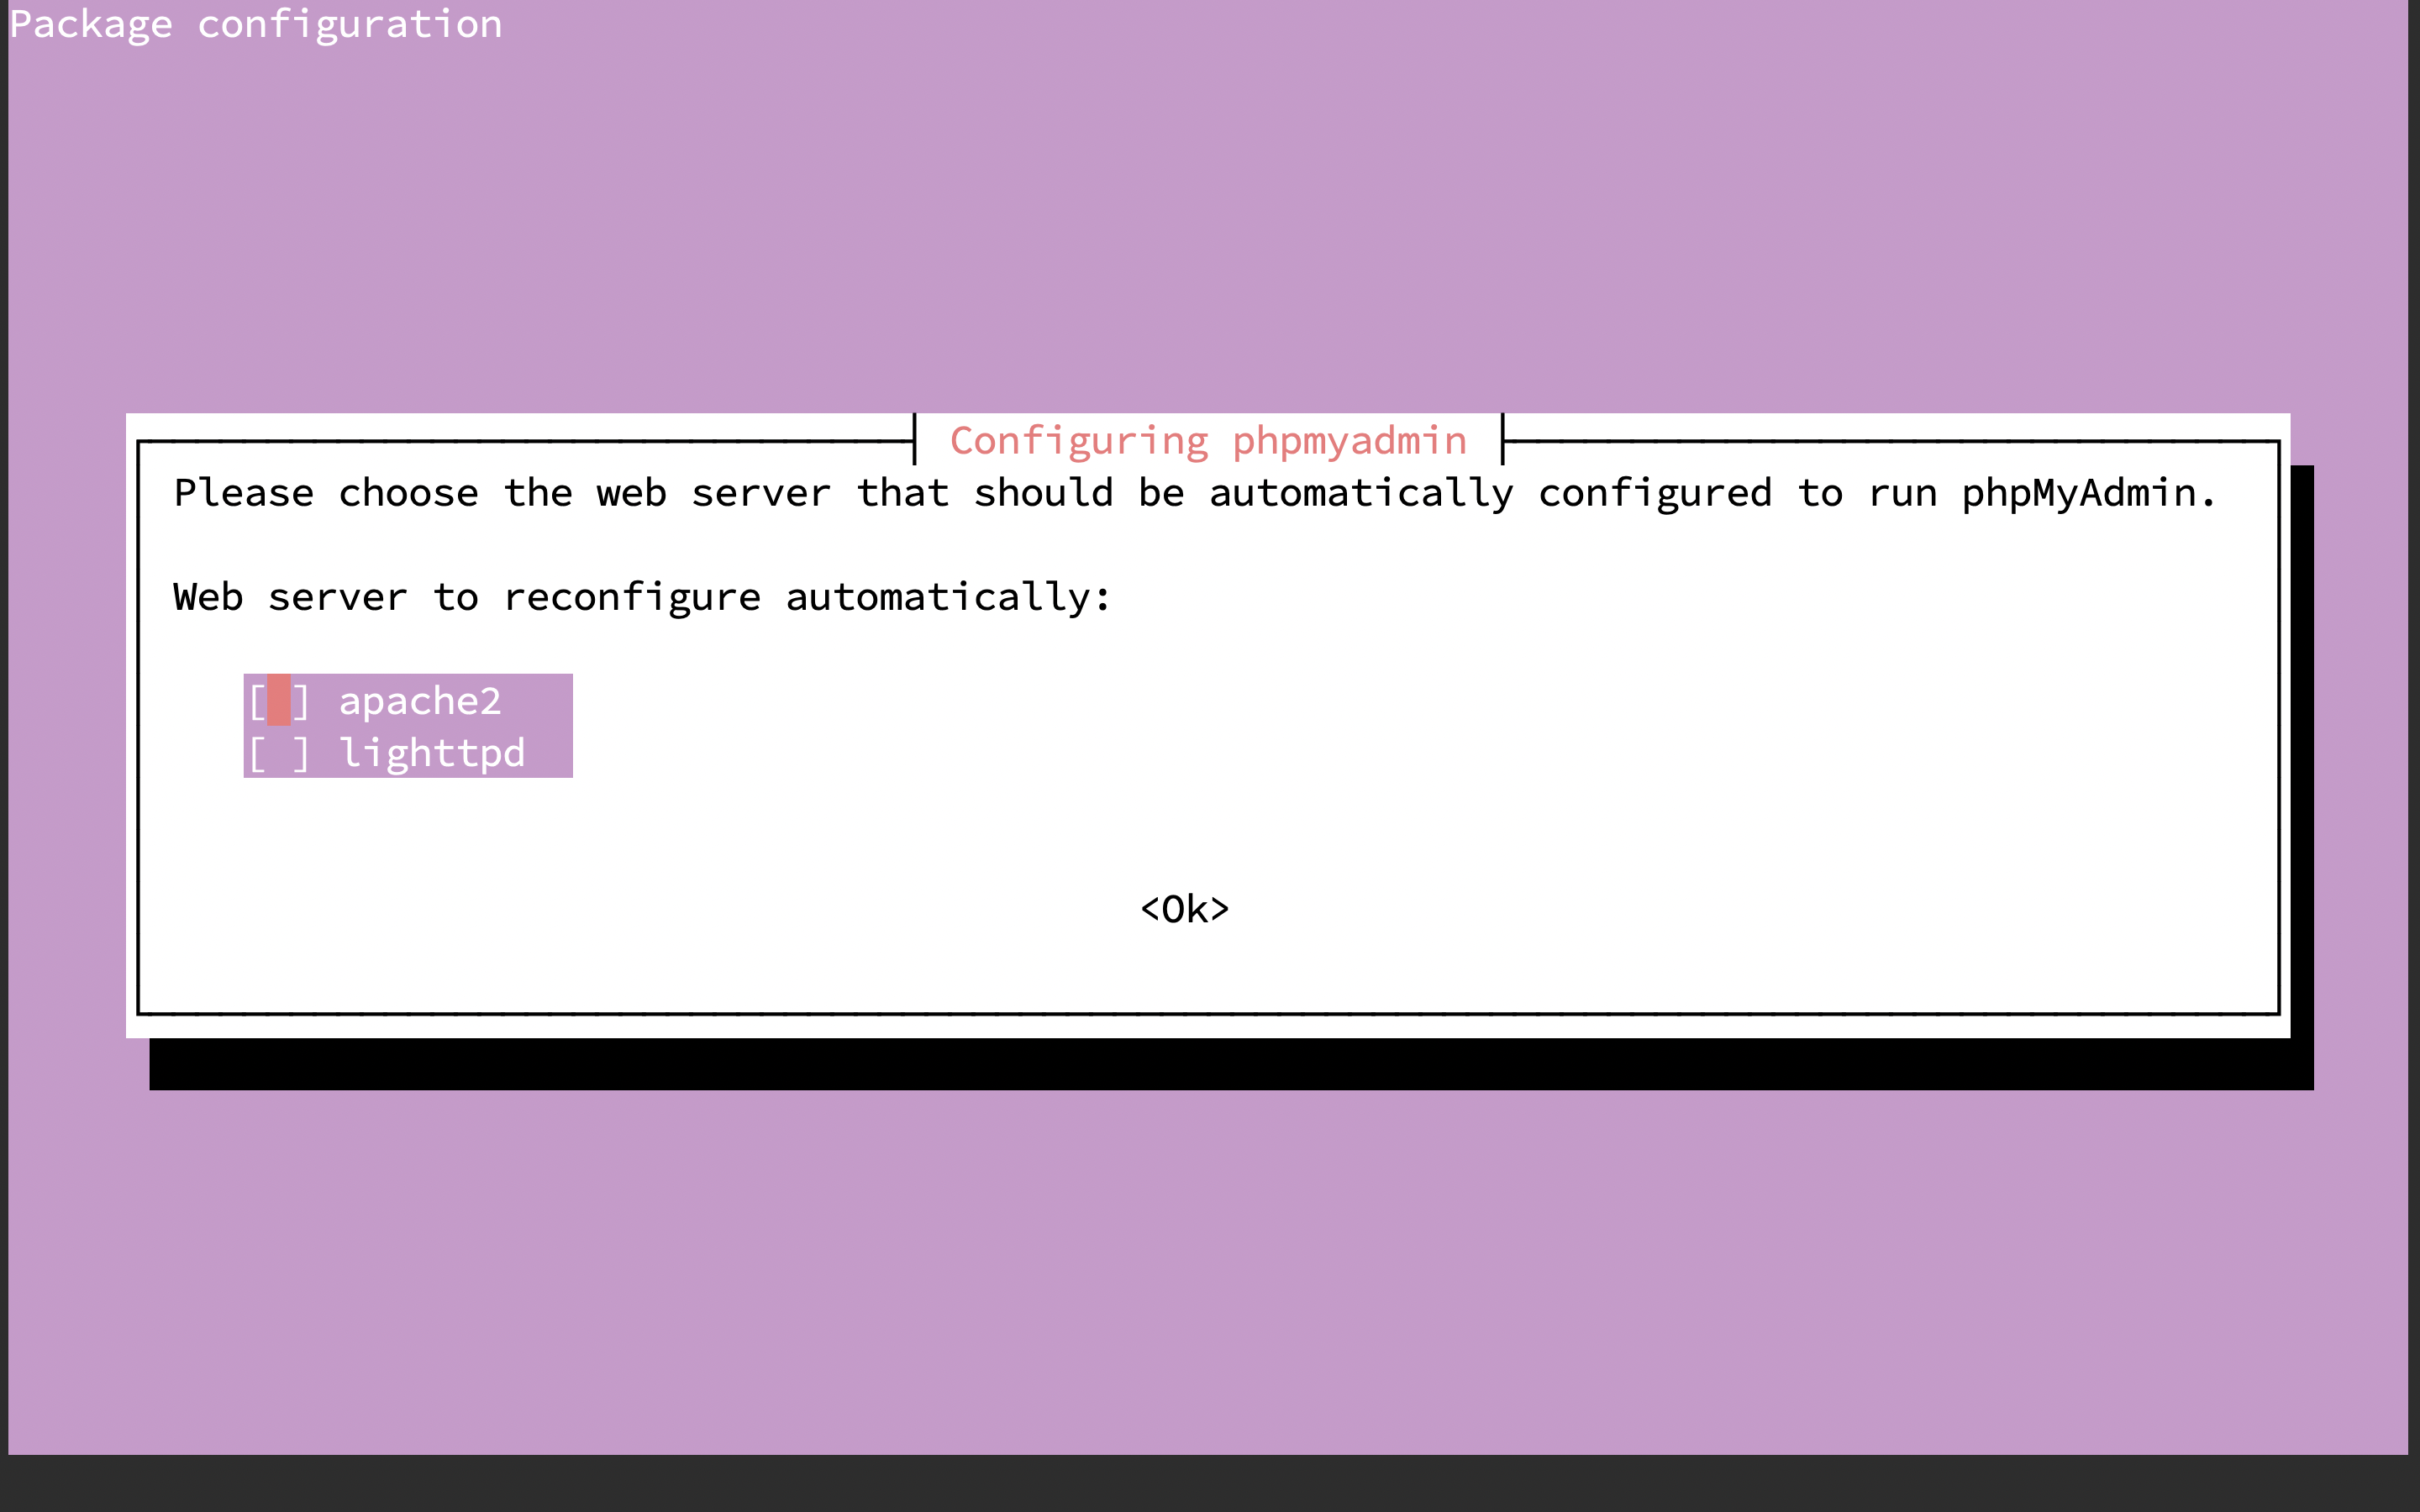 Package configuration
Configuring phpmyadmin
Please choose the web server that should be automatically configured to run phpMyAdmin.
Web server to reconfigure automatically:
[ ] apache2
[ ] lighttpd
<Ok>